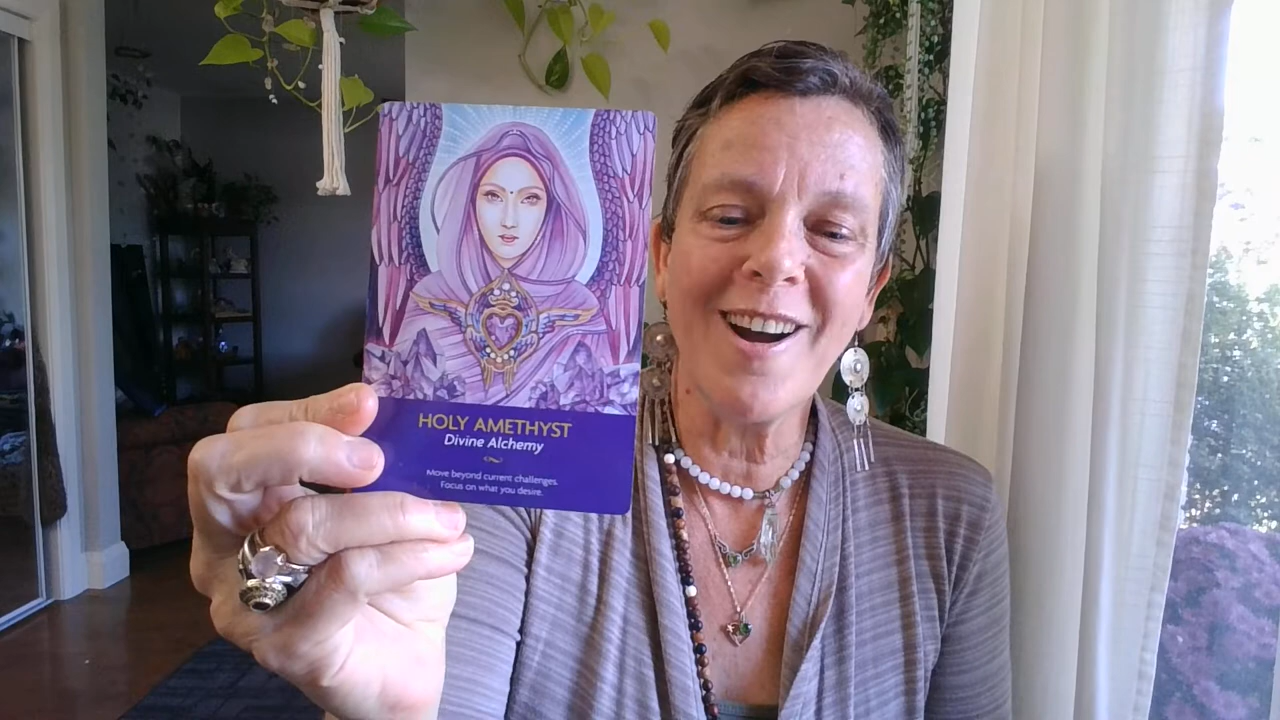 HOLY AMETHYST
Divine Alchemy
Move beyond current challenges.
Focus on what you desire.